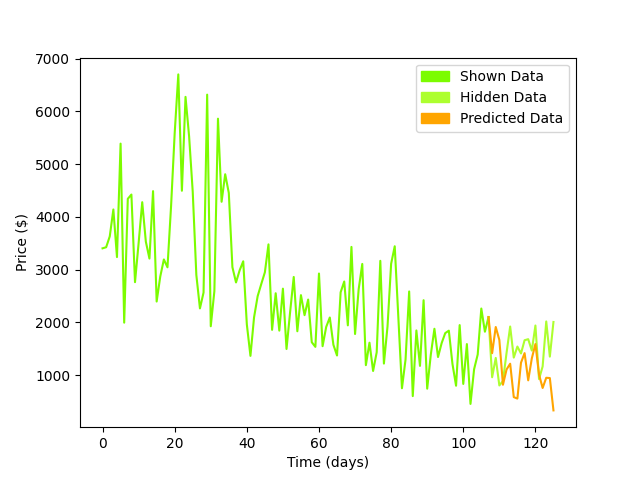 7000
6000
5000
4000
3000
2000
1000
Price ($)
Shown Data
Hidden Data
Predicted Data
0 20 40 60 80 100 120
Time (days)